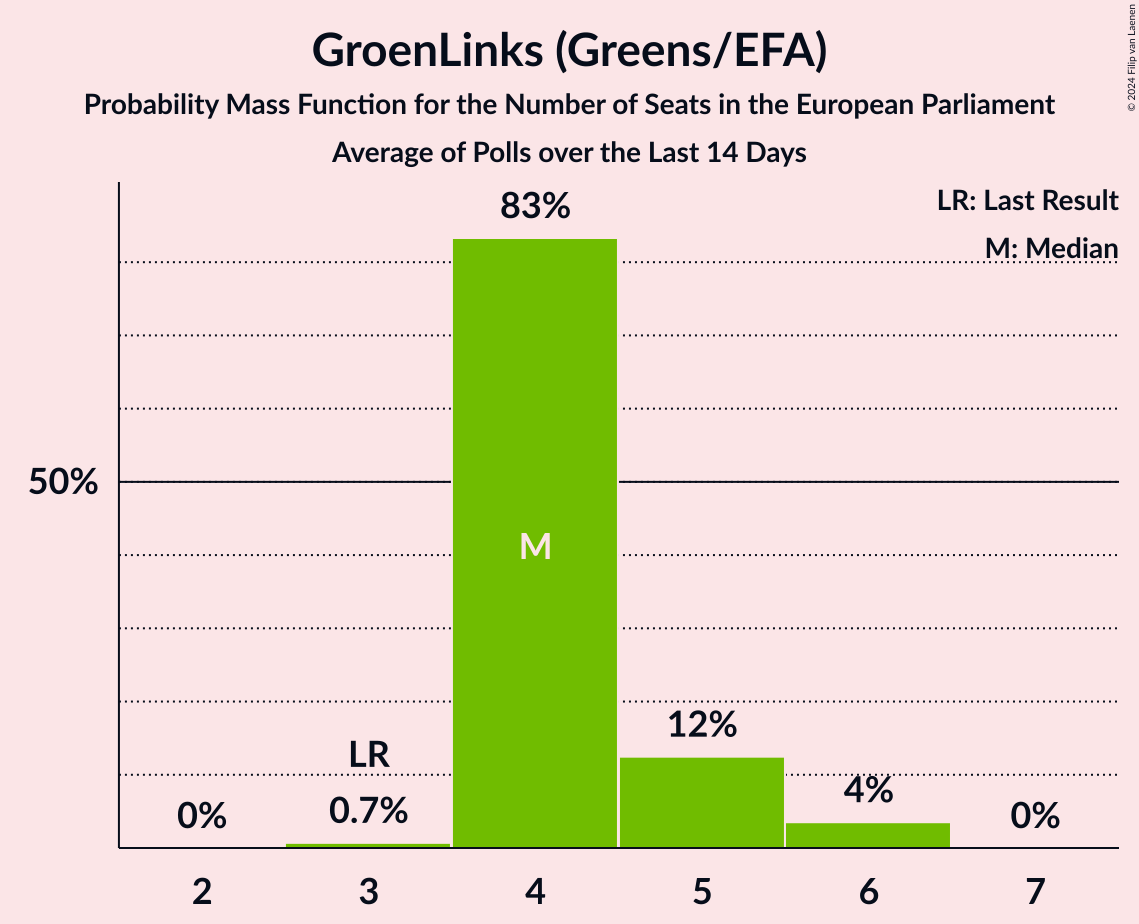 GroenLinks (Greens/EFA)
Probability Mass Function for the Number of Seats in the European Parliament
Average of Polls over the Last 14 Days
© 2024 Filip van Laenen
LR: Last Result
M: Median
83%
50%
M
12%
LR
4%
0%
0.7%
0%
2
3
4
5
6
7